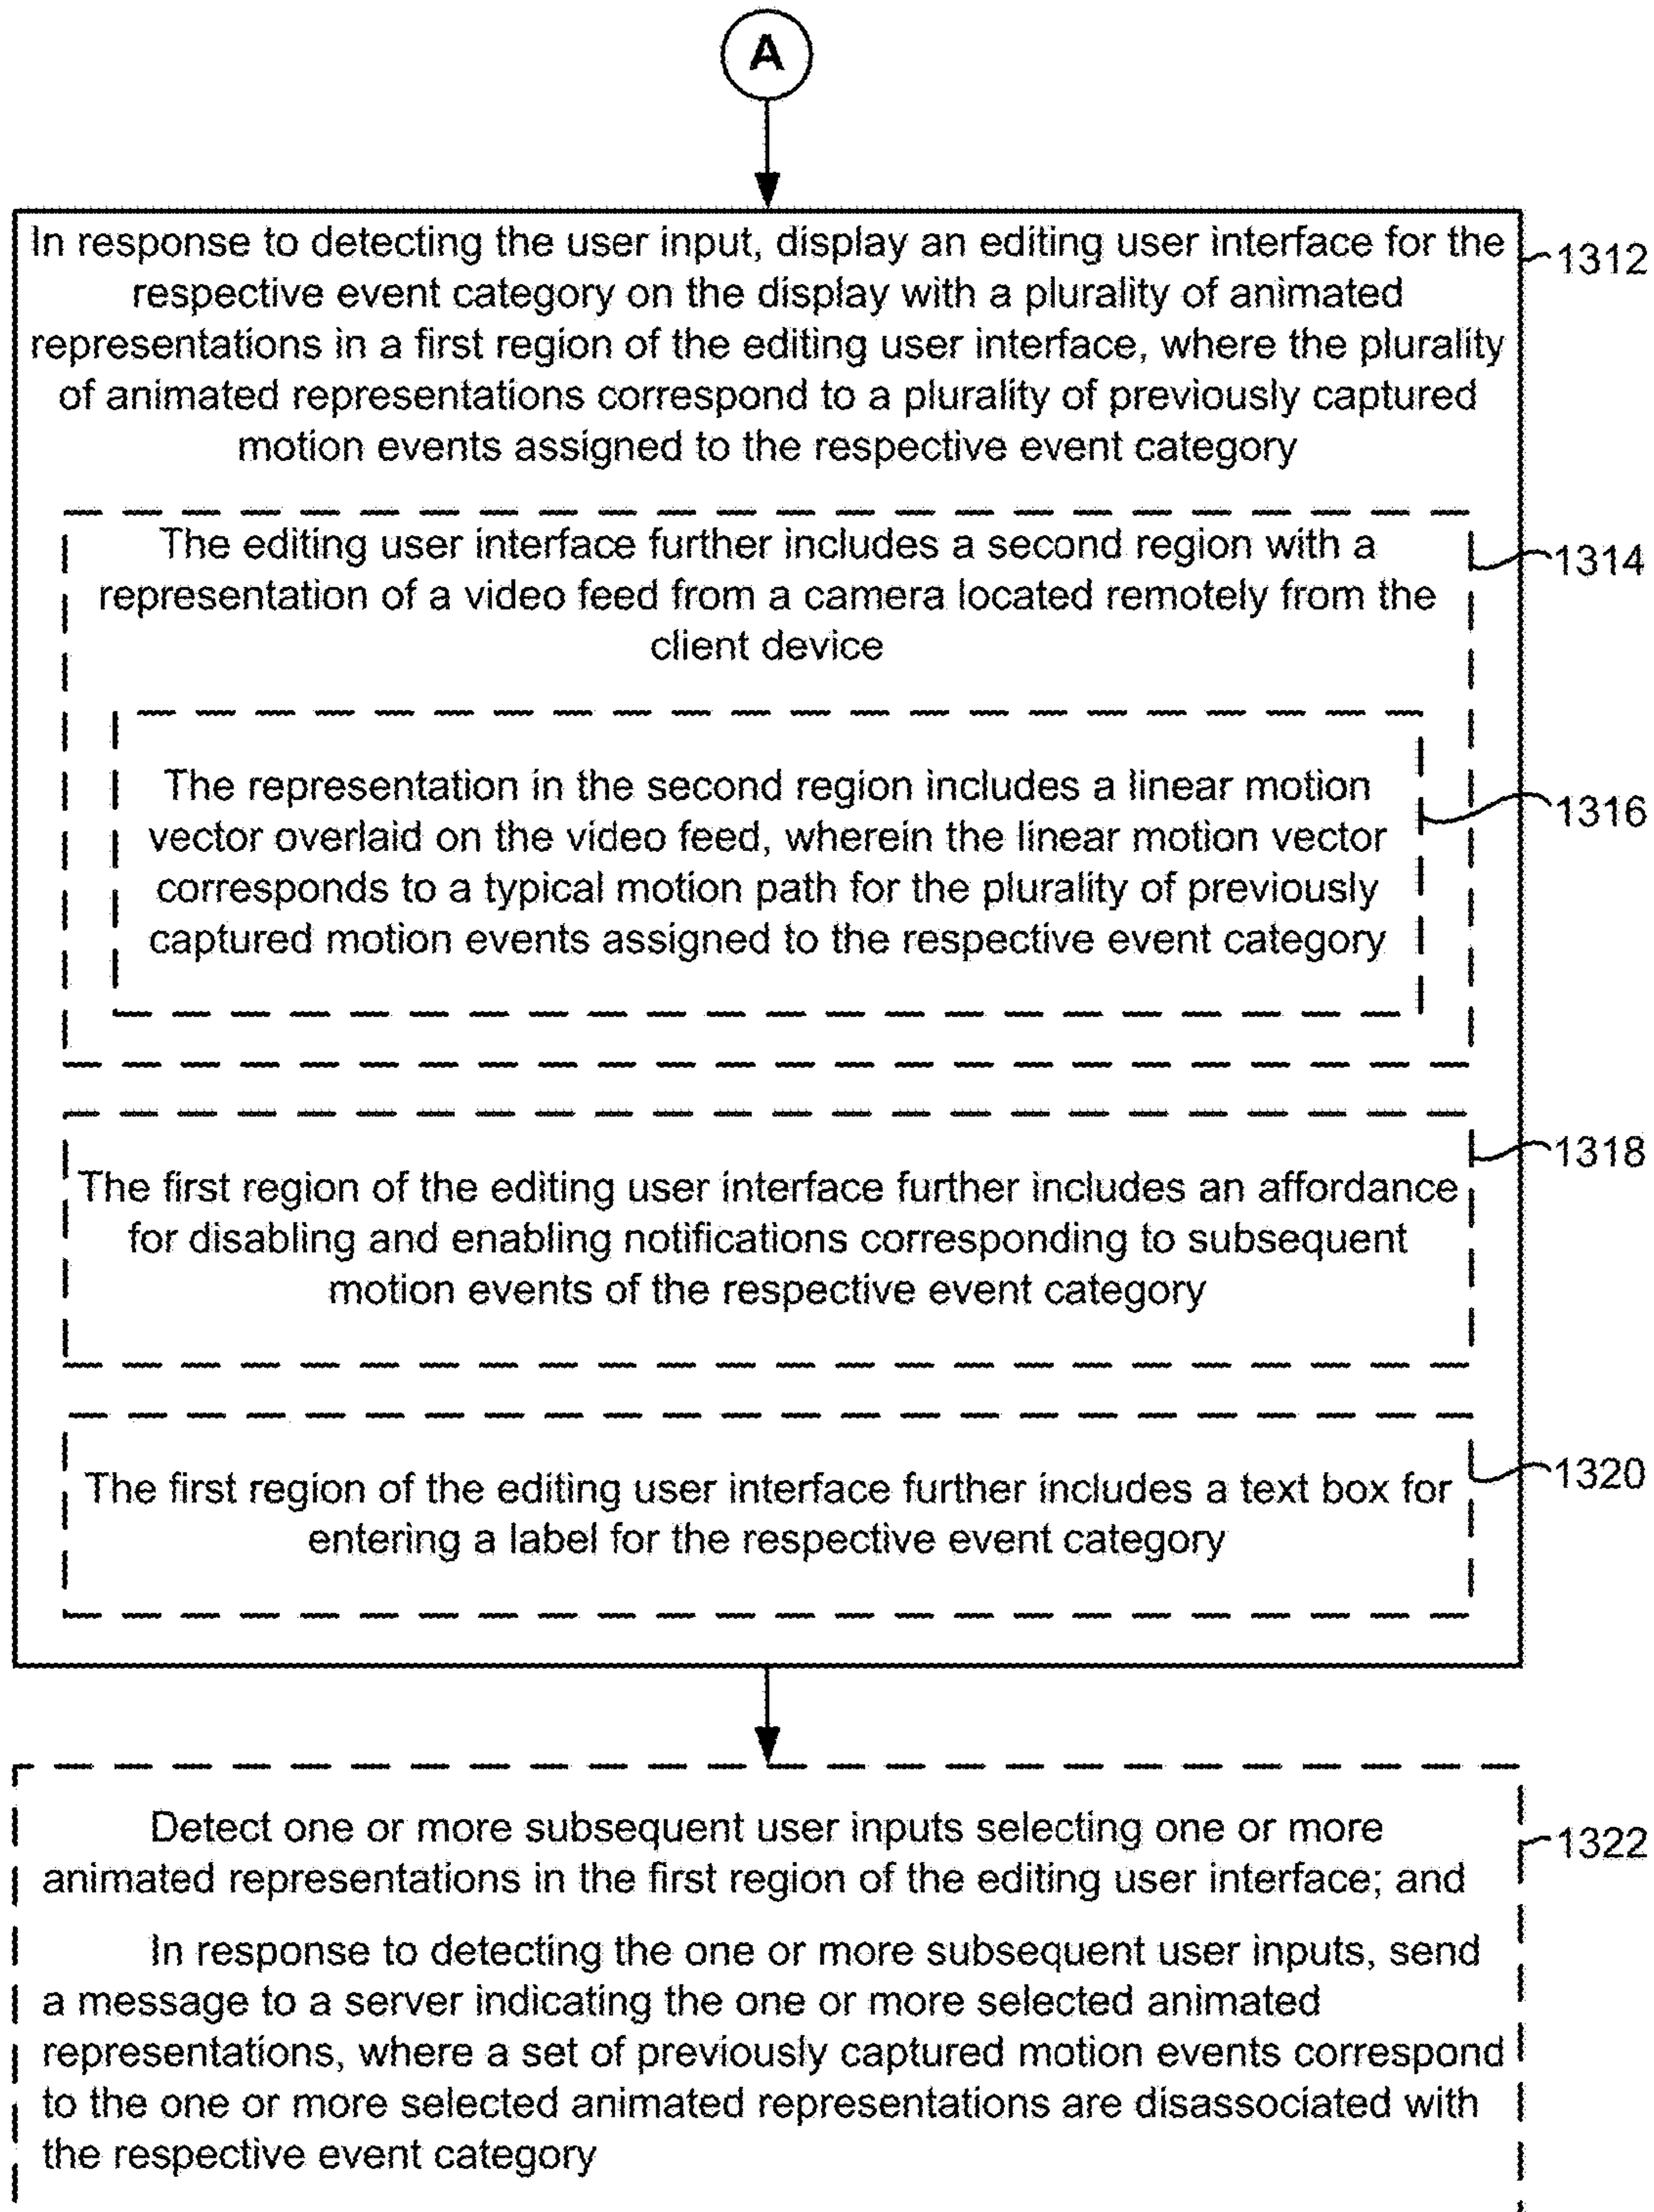 A
In response to detecting the user input, display an editing user interface for the
respective event category on the display with a plurality of animated
representations in a first region of the editing user interface, where the plurality
of animated representations correspond to a plurality of previously captured
motion events assigned to the respective event category
1312
The editing user interface further includes a second region with a
representation of a video feed from a camera located remotely from the
client device
1314
The representation in the second region includes a linear motion
vector overlaid on the video feed, wherein the linear motion vector
corresponds to a typical motion path for the plurality of previously
captured motion events assigned to the respective event category
1316
The first region of the editing user interface further includes an affordance
for disabling and enabling notifications corresponding to subsequent
motion events of the respective event category
1318
The first region of the editing user interface further includes a text box for
entering a label for the respective event category
1320
Detect one or more subsequent user inputs selecting one or more
animated representations in the first region of the editing user interface; and
In response to detecting the one or more subsequent user inputs, send
a message to a server indicating the one or more selected animated
representations, where a set of previously captured motion events correspond
to the one or more selected animated representations are disassociated with
the respective event category
1322